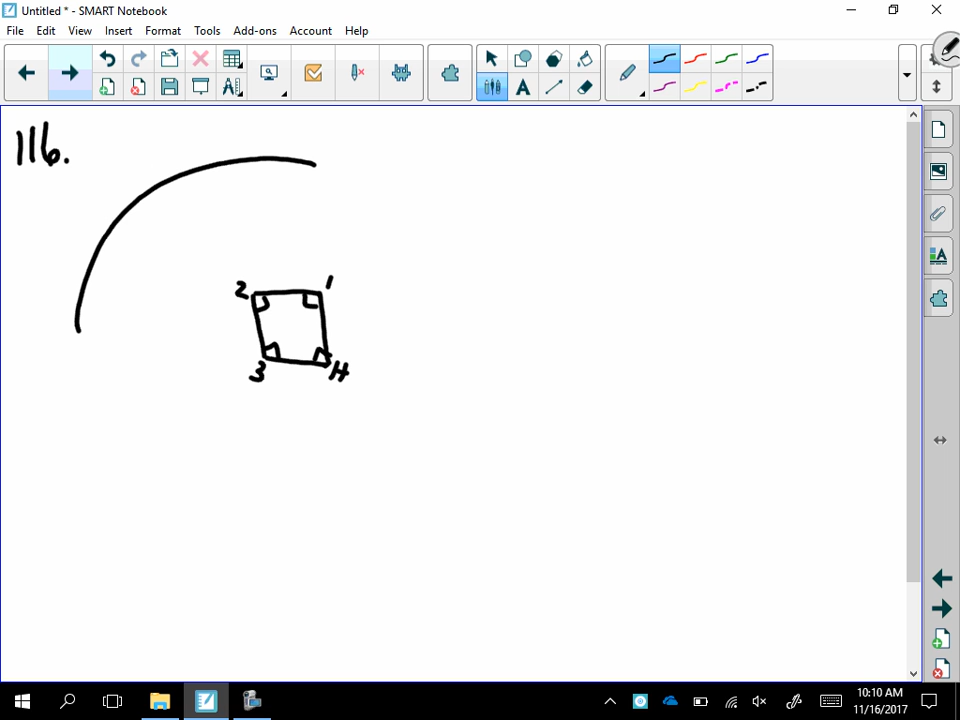 Untitled * - SMART Notebook
File Edit View Insert Format Tools Add-ons Account Help
116.
2 1
3 H
10:10 AM
11/16/2017